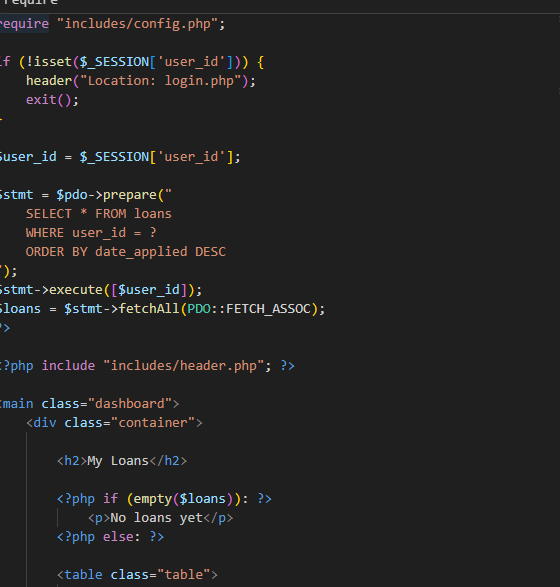 require
require "includes/config.php";
if (!isset($_SESSION['user_id'])) {
header("Location: login.php");
exit();
}
$user_id = $_SESSION['user_id'];
$stmt = $pdo->prepare("
SELECT * FROM loans
WHERE user_id = ?
ORDER BY date_applied DESC
");
$stmt->execute([$user_id]);
$loans = $stmt->fetchAll(PDO::FETCH_ASSOC);
?>
<?php include "includes/header.php"; ?>
<main class="dashboard">
<div class="container">
<h2>My Loans</h2>
<?php if (empty($loans)): ?>
<p>No loans yet</p>
<?php else: ?>
<table class="table">